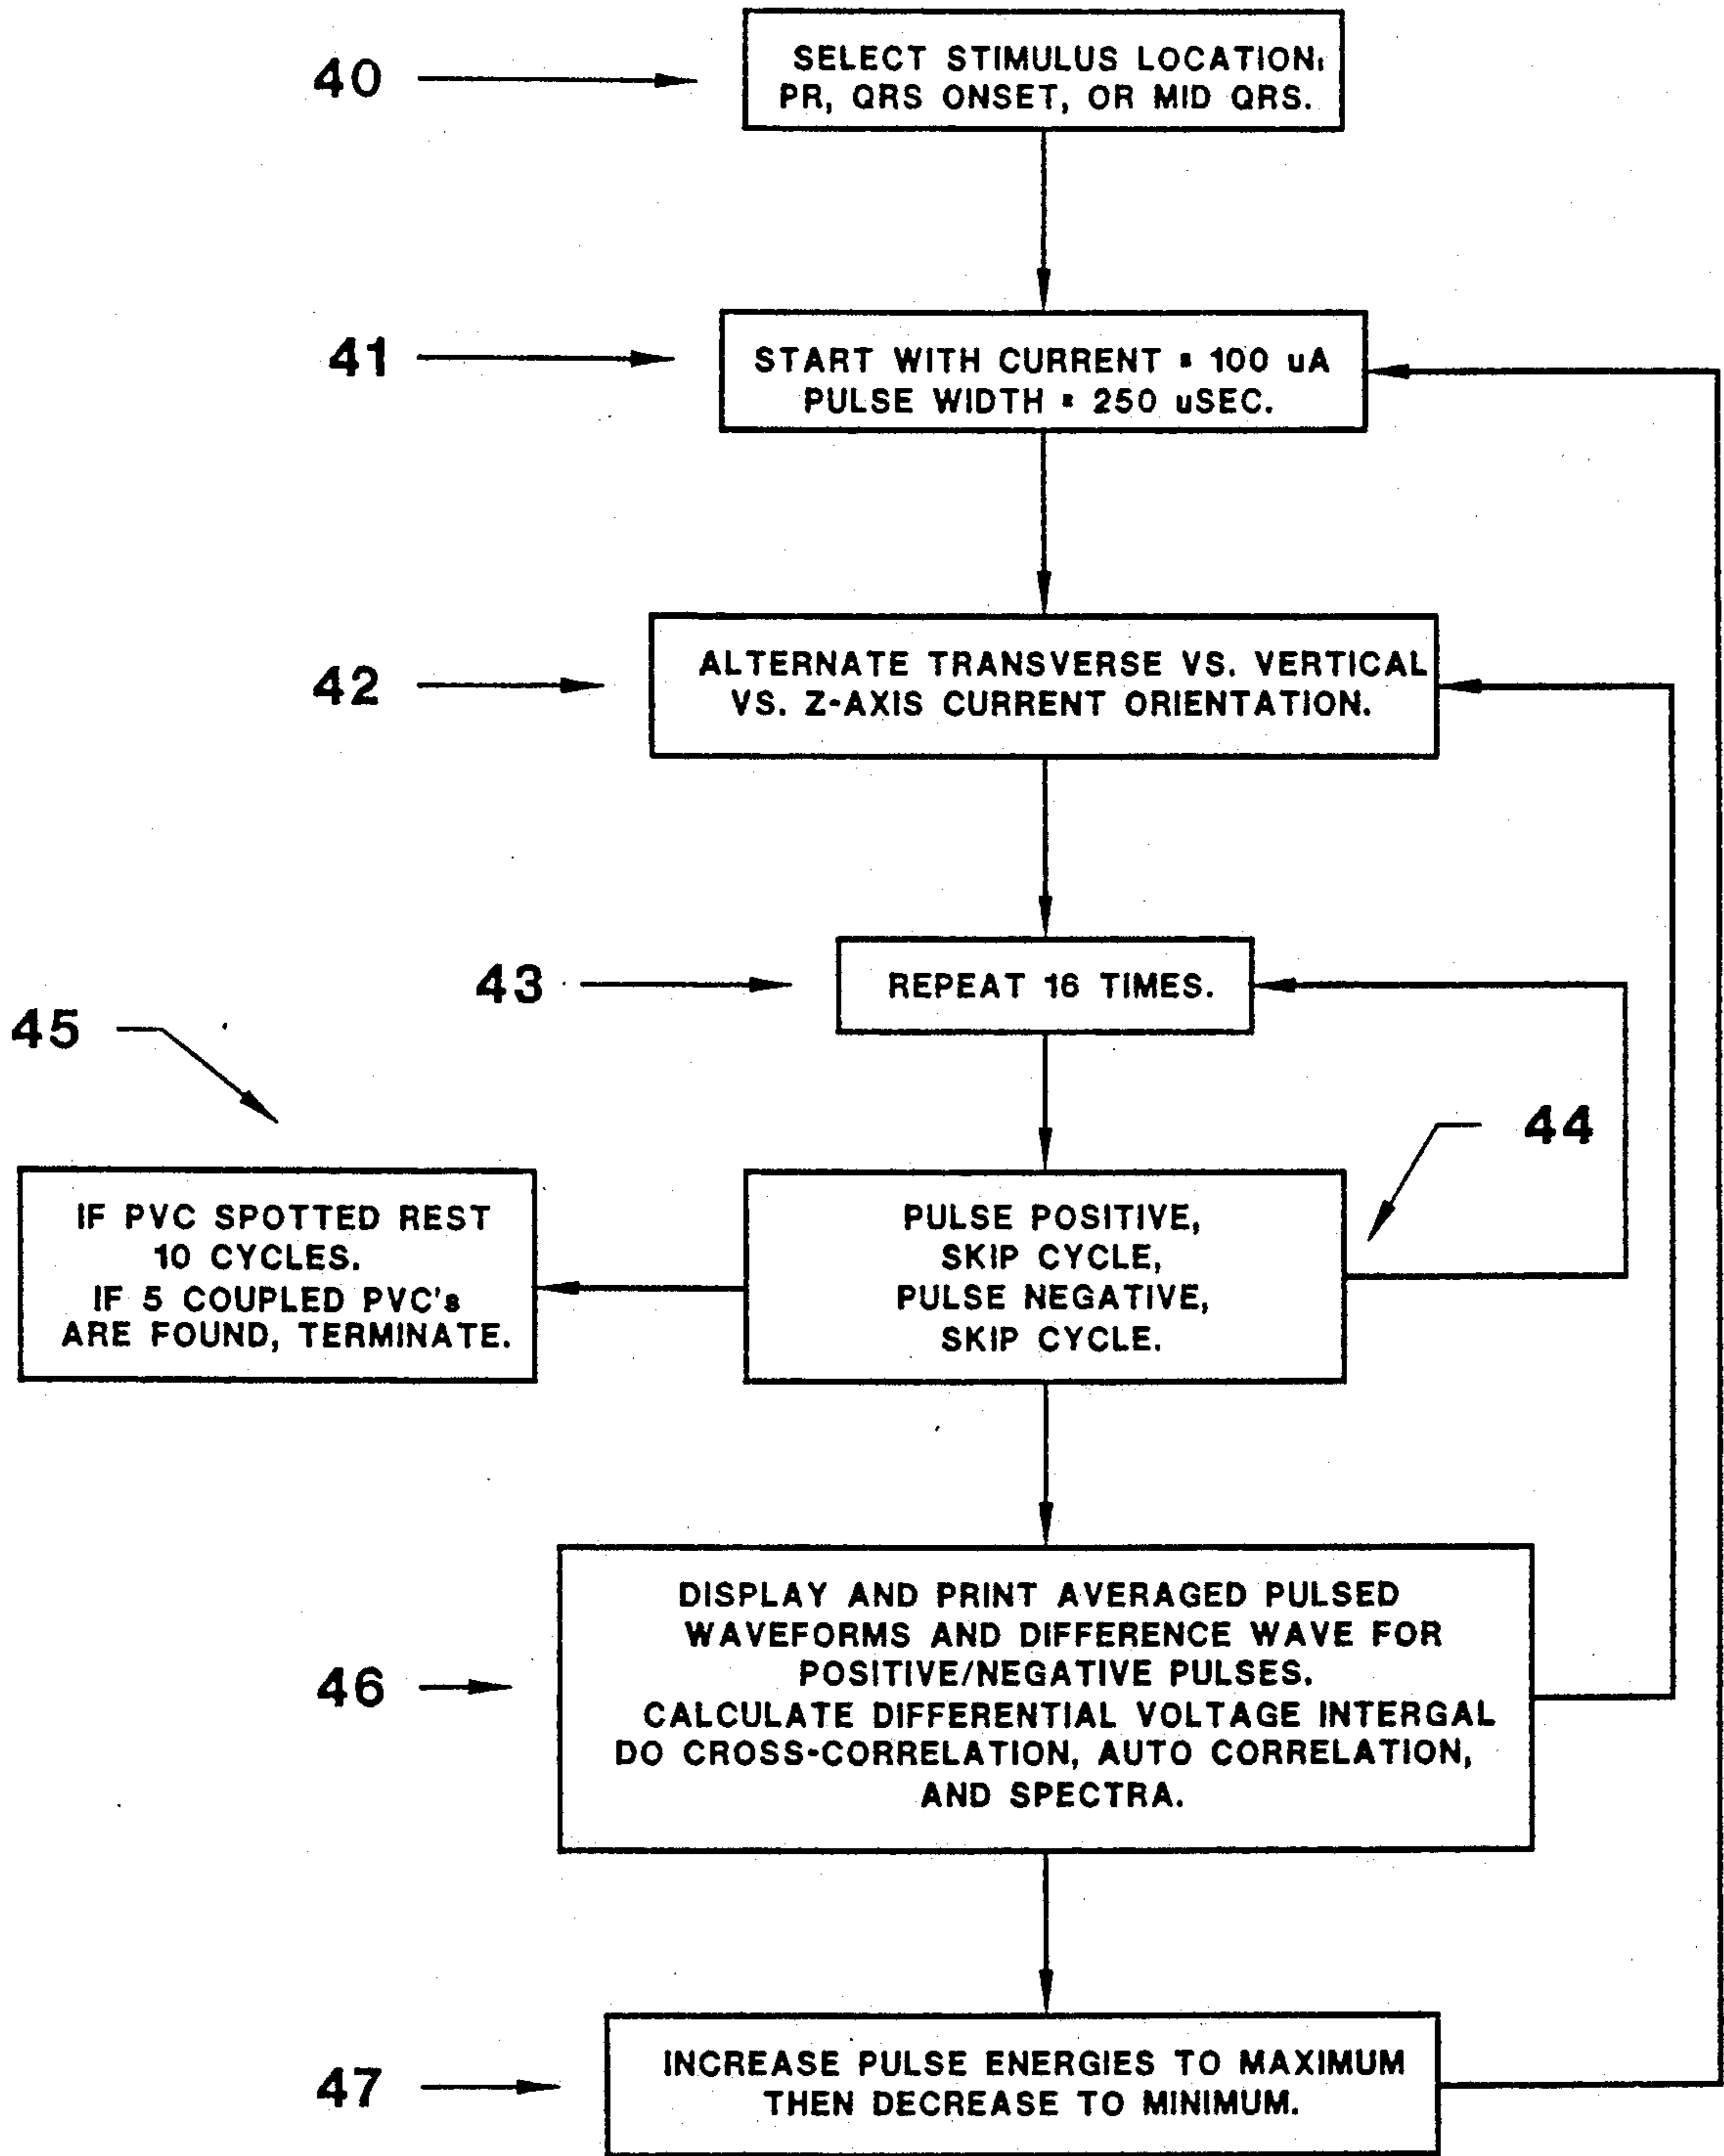 40
SELECT STIMULUS LOCATION:
PR, QRS ONSET, OR MID QRS.
41
START WITH CURRENT = 100 uA
PULSE WIDTH = 250 uSEC.
42
ALTERNATE TRANSVERSE VS. VERTICAL
VS. Z-AXIS CURRENT ORIENTATION.
43
REPEAT 16 TIMES.
45
44
IF PVC SPOTTED REST
10 CYCLES.
IF 5 COUPLED PVC's
ARE FOUND, TERMINATE.
PULSE POSITIVE,
SKIP CYCLE,
PULSE NEGATIVE,
SKIP CYCLE.
46
DISPLAY AND PRINT AVERAGED PULSED
WAVEFORMS AND DIFFERENCE WAVE FOR
POSITIVE/NEGATIVE PULSES.
CALCULATE DIFFERENTIAL VOLTAGE INTERGAL
DO CROSS-CORRELATION, AUTO CORRELATION,
AND SPECTRA.
47
INCREASE PULSE ENERGIES TO MAXIMUM
THEN DECREASE TO MINIMUM.